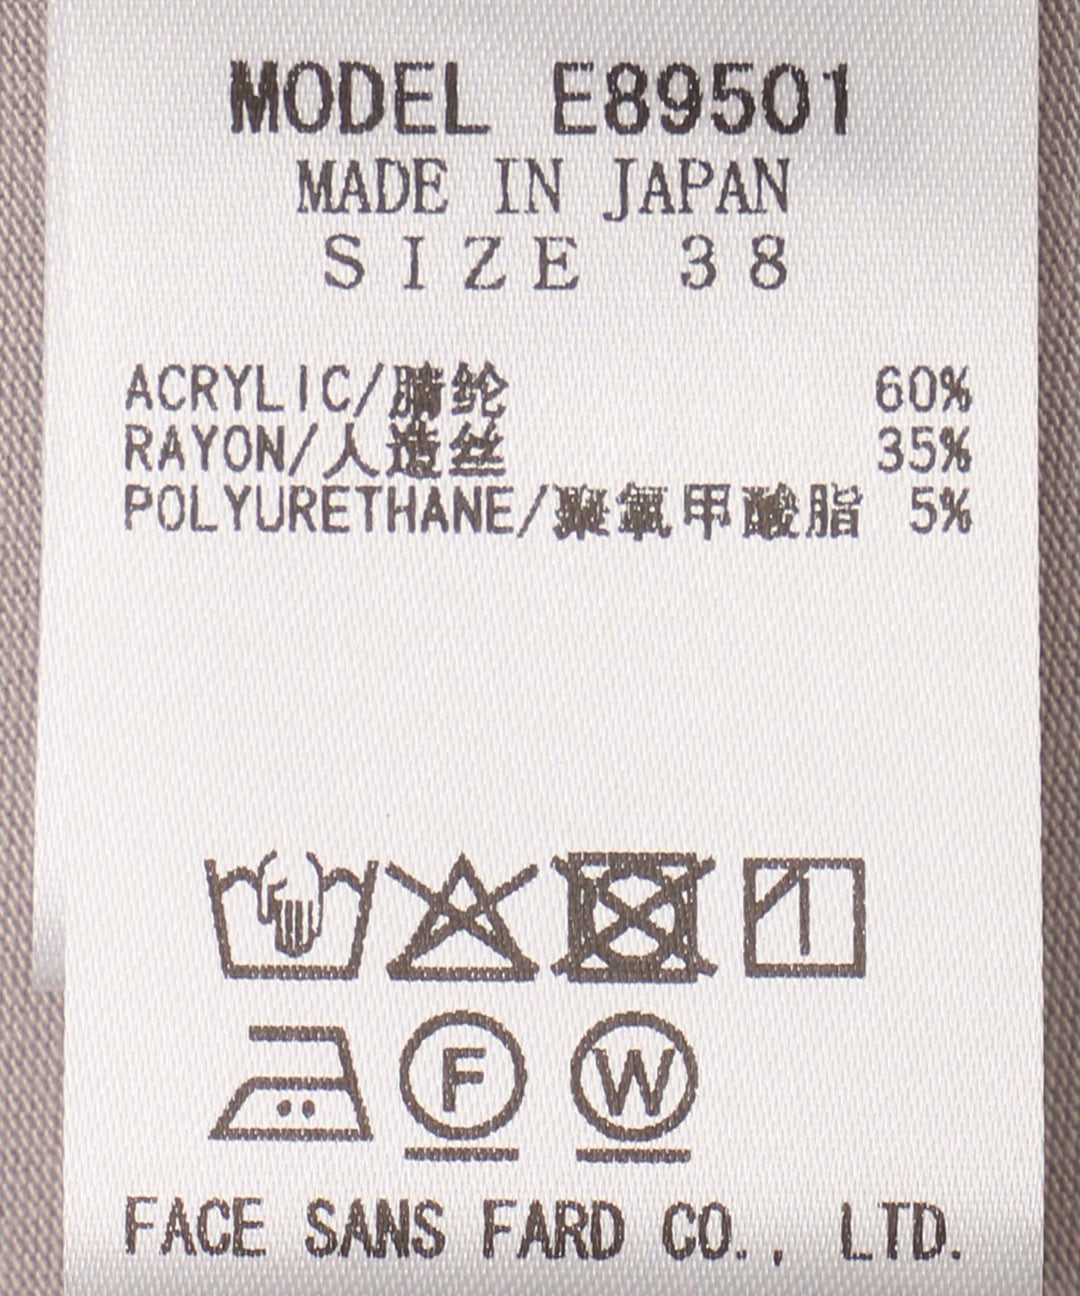 MODEL E89501
MADE IN JAPAN
SIZE 38
ACRYLIC/腈纶 60%
RAYON/人造丝 35%
POLYURETHANE/聚氨甲酸脂 5%
F W
FACE SANS FARD CO., LTD.